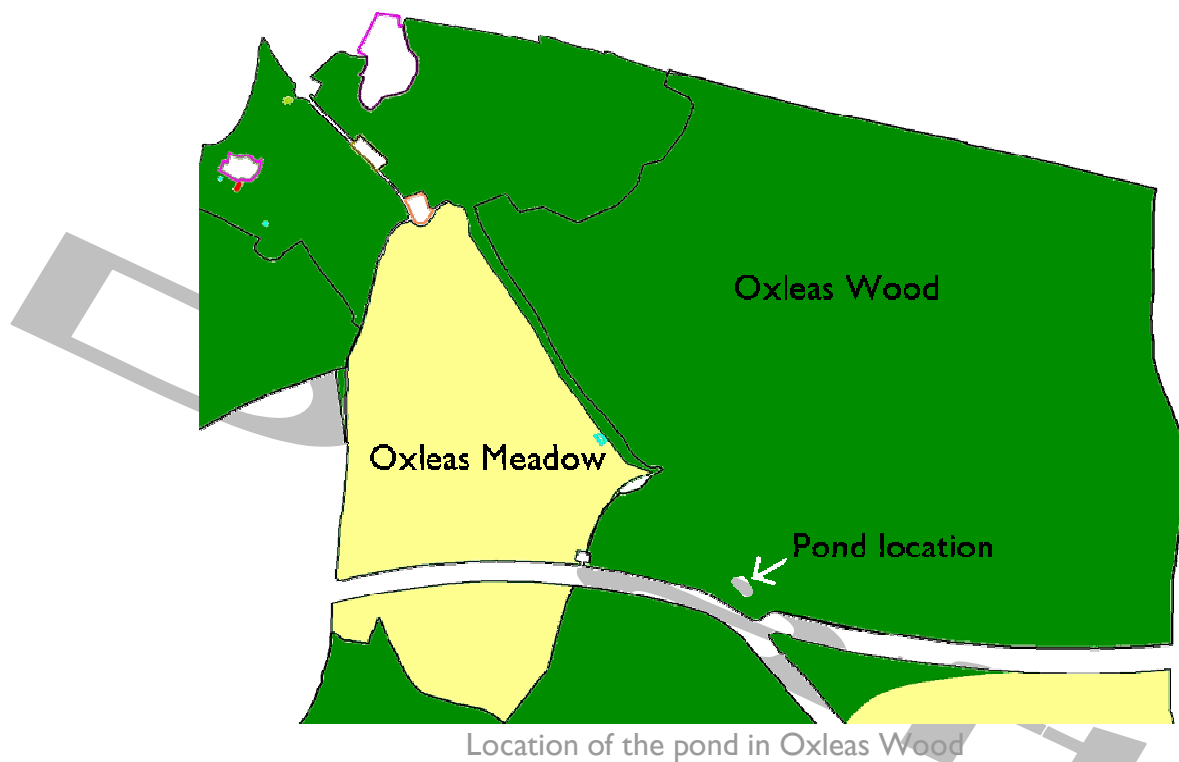 Oxleas Wood
Oxleas Meadow
Pond location
Location of the pond in Oxleas Wood